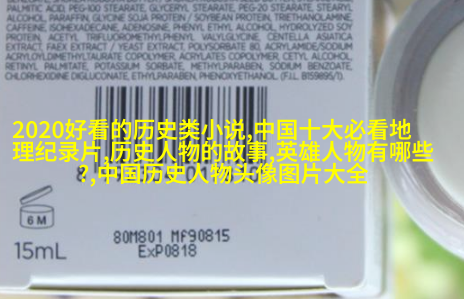 PALMITIC ACID, PEG-100 STEARATE, GLYCERYL STEARATE, PEG-20 STEARATE, STEARYL
ALCOHOL, PARAFFIN, GLYCINE SOJA PROTEIN / SOYBEAN PROTEIN, TRIETHANOLAMINE,
CAFFEINE, ISOHEXADECANE, ADENOSINE, PHENYL ETHYL ALCOHOL, HYDROLYZED SOY
PROTEIN, ACETYL TRIFLUOROMETHYLPHENYL VALYLGLYCINE, CENTELLA ASIATICA
EXTRACT, FAEX EXTRACT / YEAST EXTRACT, POLYSORBATE 80, ACRYLAMIDE/SODIUM
ACRYLOYLDIMETHYLTAURATE COPOLYMER, ACRYLATES COPOLYMER, CETYL ALCOHOL,
RETINYL PALMITATE, POTASSIUM SORBATE, METHYLPARABEN, SODIUM BENZOATE,
CHLORHEXIDINE DIGLUCONATE, ETHYLPARABEN, PHENOXYETHANOL. (F.I.L. B159895/1).
2020好看的历史类小说,中国十大必看地
理纪录片,历史人物的故事,英雄人物有哪些
?,中国历史人物头像图片大全
6 M
15mL
80M801 Mf90815
ExP0818